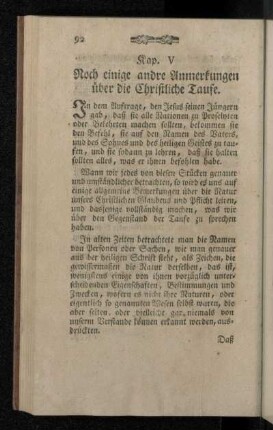 92
Kap. V
Noch einige andre Anmerkungen
über die Christliche Taufe.
In dem Auftrage, den Jesus seinen Jüngern
gab, daß sie alle Nationen zu Proselyten
oder Bekehrten machen sollten, bekommen sie
den Befehl, sie auf den Namen des Vaters,
und des Sohnes und des heiligen Geistes zu tau-
fen, und sie sodann zu lehren, daß sie halten
sollten alles, was er ihnen befohlen habe.
Wann wir jedes von diesen Stücken genauer
und umständlicher betrachten, so wird es uns auf
einige allgemeine Bemerkungen über die Natur
unsers Christlichen Glaubens und Pflicht leiten,
und dasjenige vollständig machen, was wir
über den Gegenstand der Taufe zu sprechen
haben.
In alten Zeiten betrachtete man die Namen
von Personen oder Sachen, wie man genauer
aus der heiligen Schrift sieht, als Zeichen, die
gewissermaßen die Natur derselben, das ist,
wenigstens einige von ihnen vorzüglich unter-
scheidenden Eigenschaften, Bestimmungen und
Zwecken, wofern es nicht ihre Naturen, oder
eigentlich so genannten Wesen selbst waren, die
aber selten oder vielleicht gar niemals von
unserm Verstande können erkannt werden, aus-
drückten.
Daß